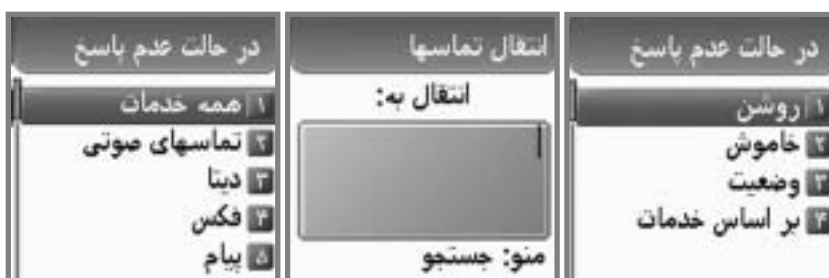 در حالت عدم پاسخ
۱ روشن
۲ خاموش
۳ وضعیت
۴ بر اساس خدمات
انتقال تماسها
انتقال به:
منو: جستجو
در حالت عدم پاسخ
۱ همه خدمات
۲ تماسهای صوتی
۳ دیتا
۴ فکس
۵ پیام